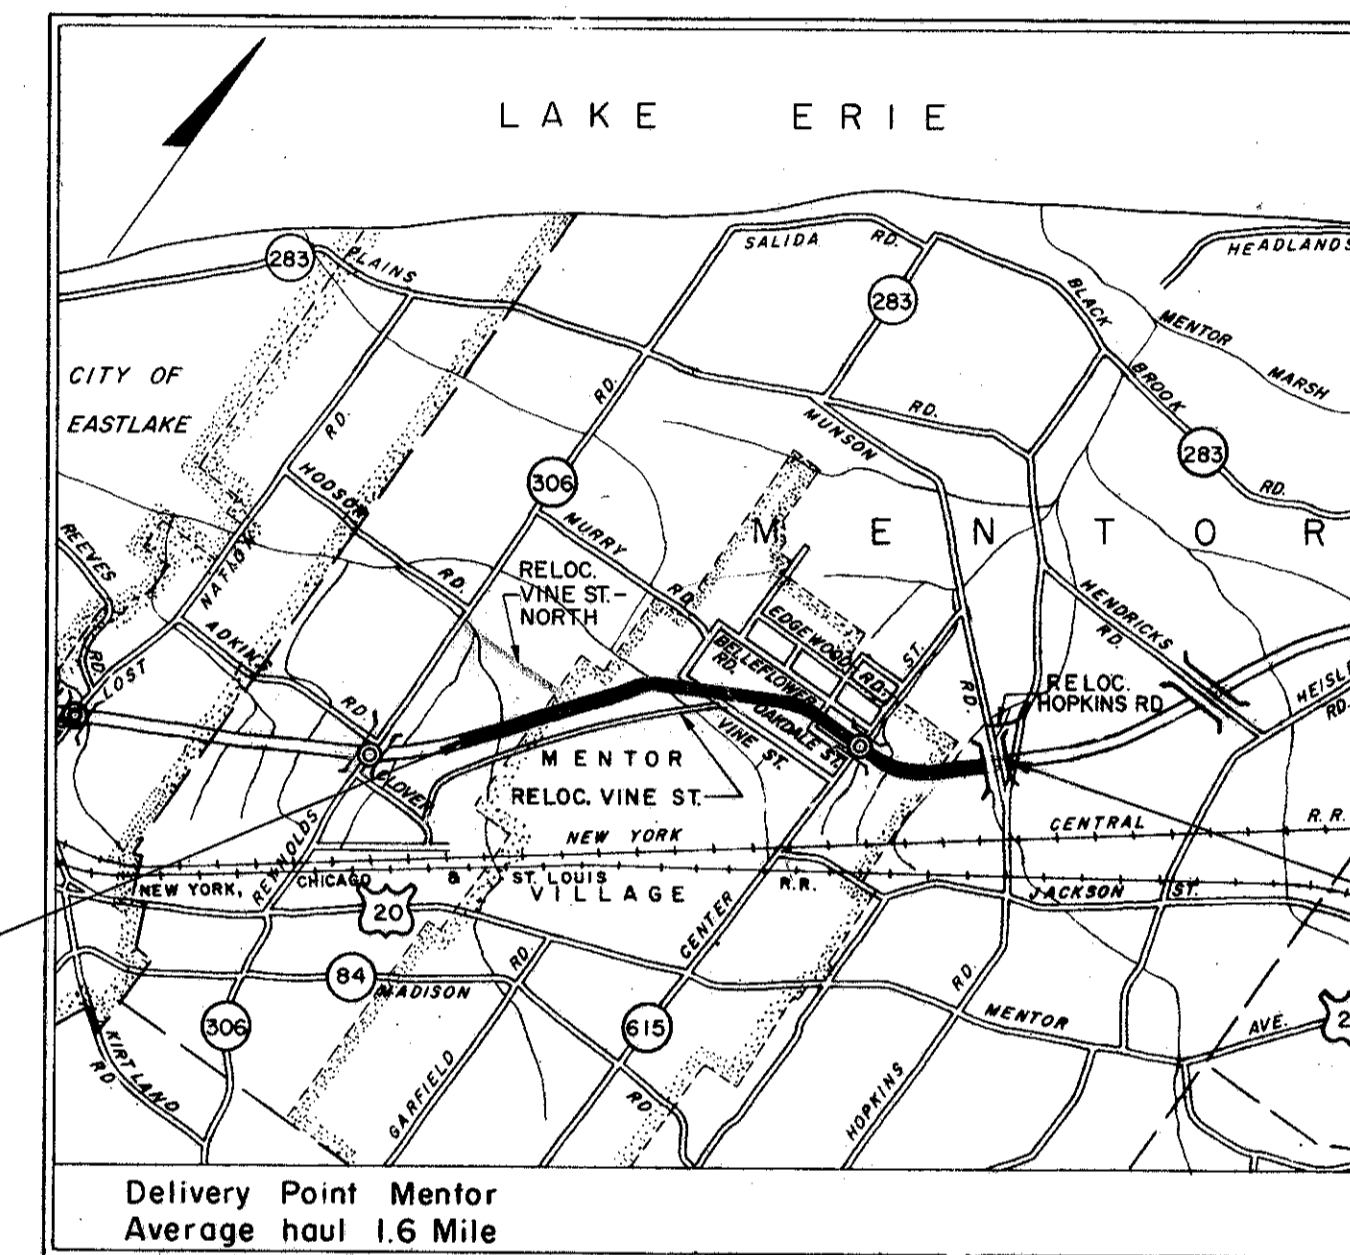 LAKE ERIE
283
PLAINS
SALIDA RD.
HEADLANDS
283
BLACK
BROOK
MENTOR
MARSH
CITY OF
EASTLAKE
RD.
RD.
RD.
MUNSON
283
RD.
HODSON
306
MURRY
MENTOR
REEVES
RD.
NATION
RD.
RELOC.
VINE ST.-
NORTH
RD.
HENDRICKS
RD.
ADKINS
LOST
EDGEWOOD RD.
ST.
BELLEFLOWER
RD.
RELOC.
HOPKINS RD
HEISLE
RD.
RD.
RD.
OAKDALE ST.
VINE ST.
MENTOR
CLOVER
RELOC. VINE ST.
REYNOLDS
NEW YORK
CENTRAL
R.R.
NEW YORK, CHICAGO & ST. LOUIS
R.R.
VILLAGE
JACKSON ST.
20
CENTER
84
MADISON
RD.
RD.
306
615
MENTOR
AVE.
2
KIRTLAND
RD.
GARFIELD
RD.
HOPKINS
Delivery Point Mentor
Average haul 1.6 Mile